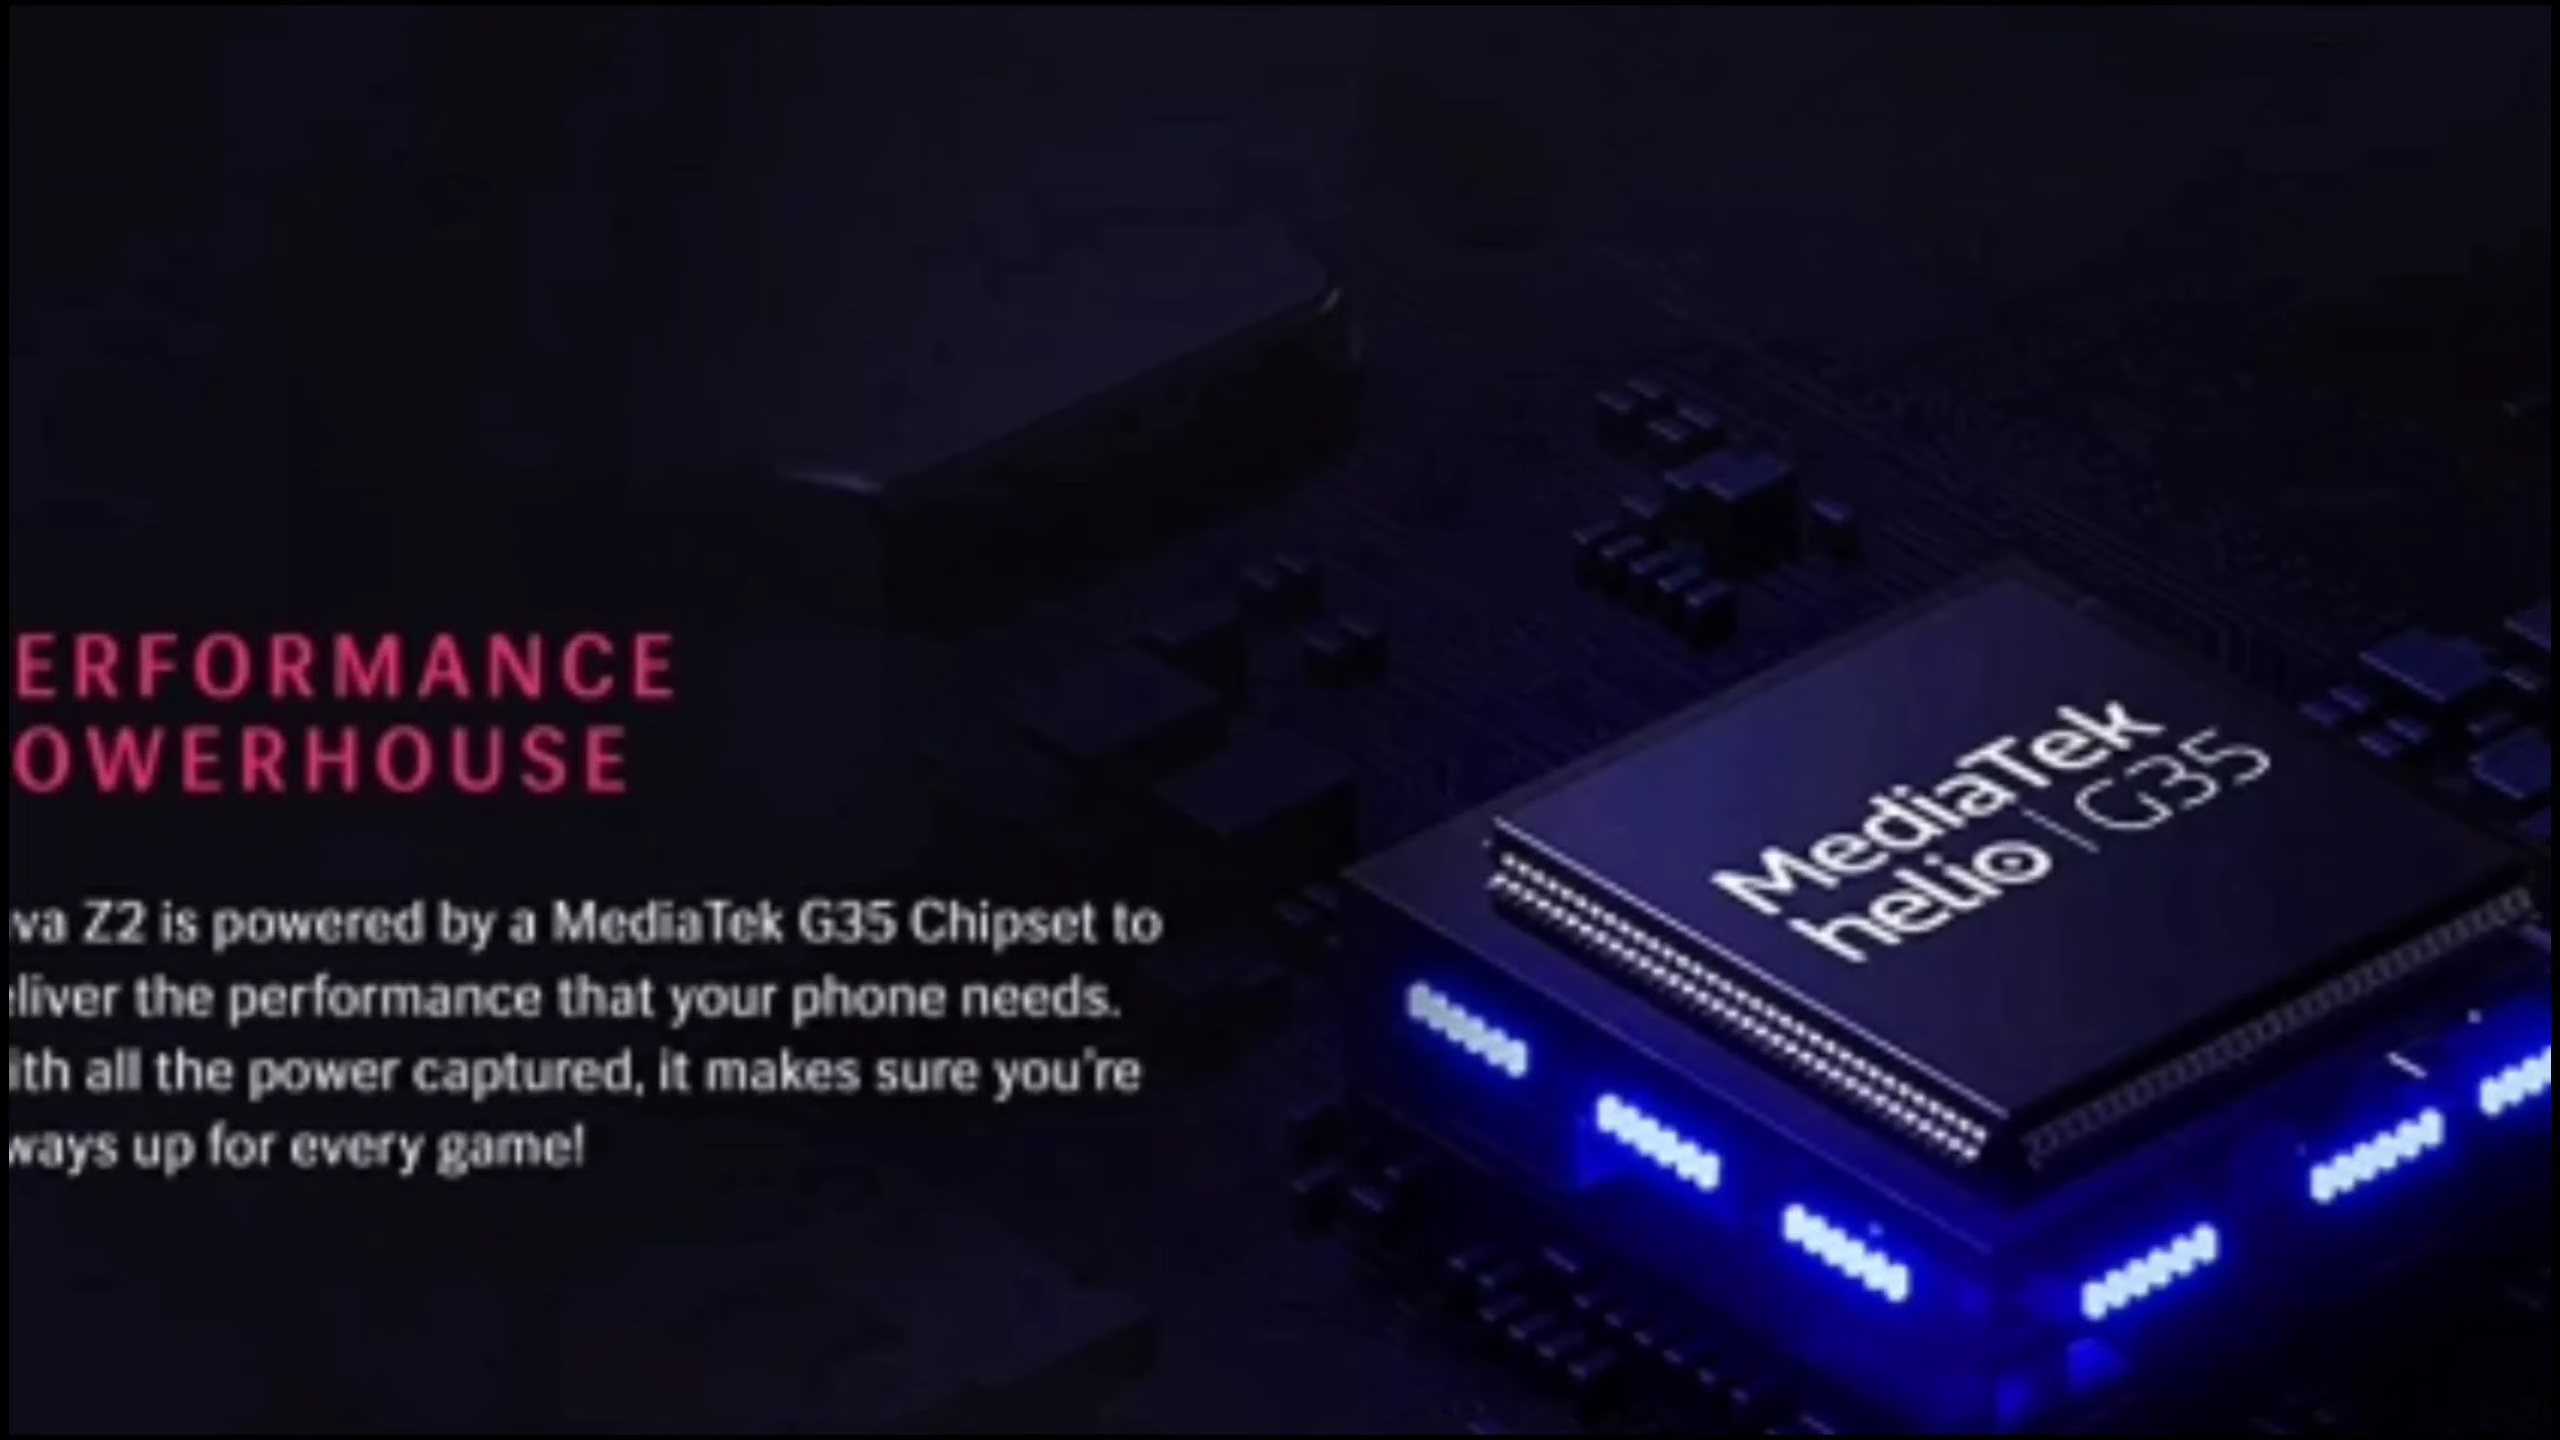 ERFORMANCE
OWERHOUSE
va Z2 is powered by a MediaTek G35 Chipset to
liver the performance that your phone needs.
ith all the power captured, it makes sure you're
ways up for every game!
MediaTek
helio | G35